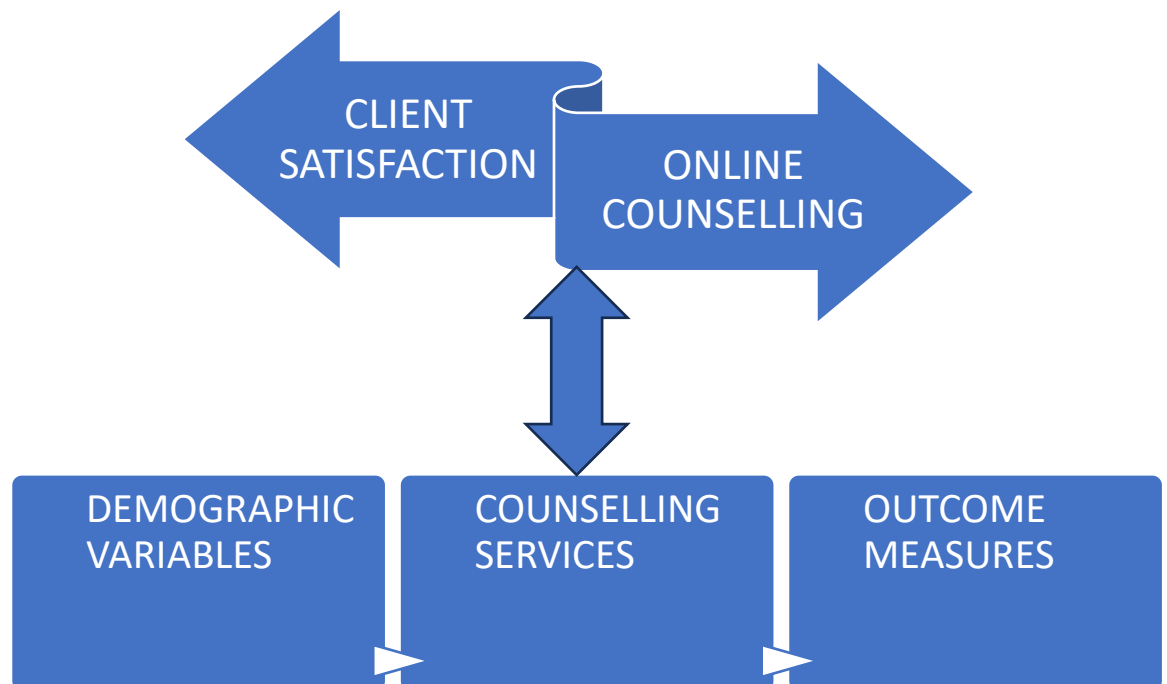 CLIENT
SATISFACTION
ONLINE
COUNSELLING
DEMOGRAPHIC
VARIABLES
COUNSELLING
SERVICES
OUTCOME
MEASURES